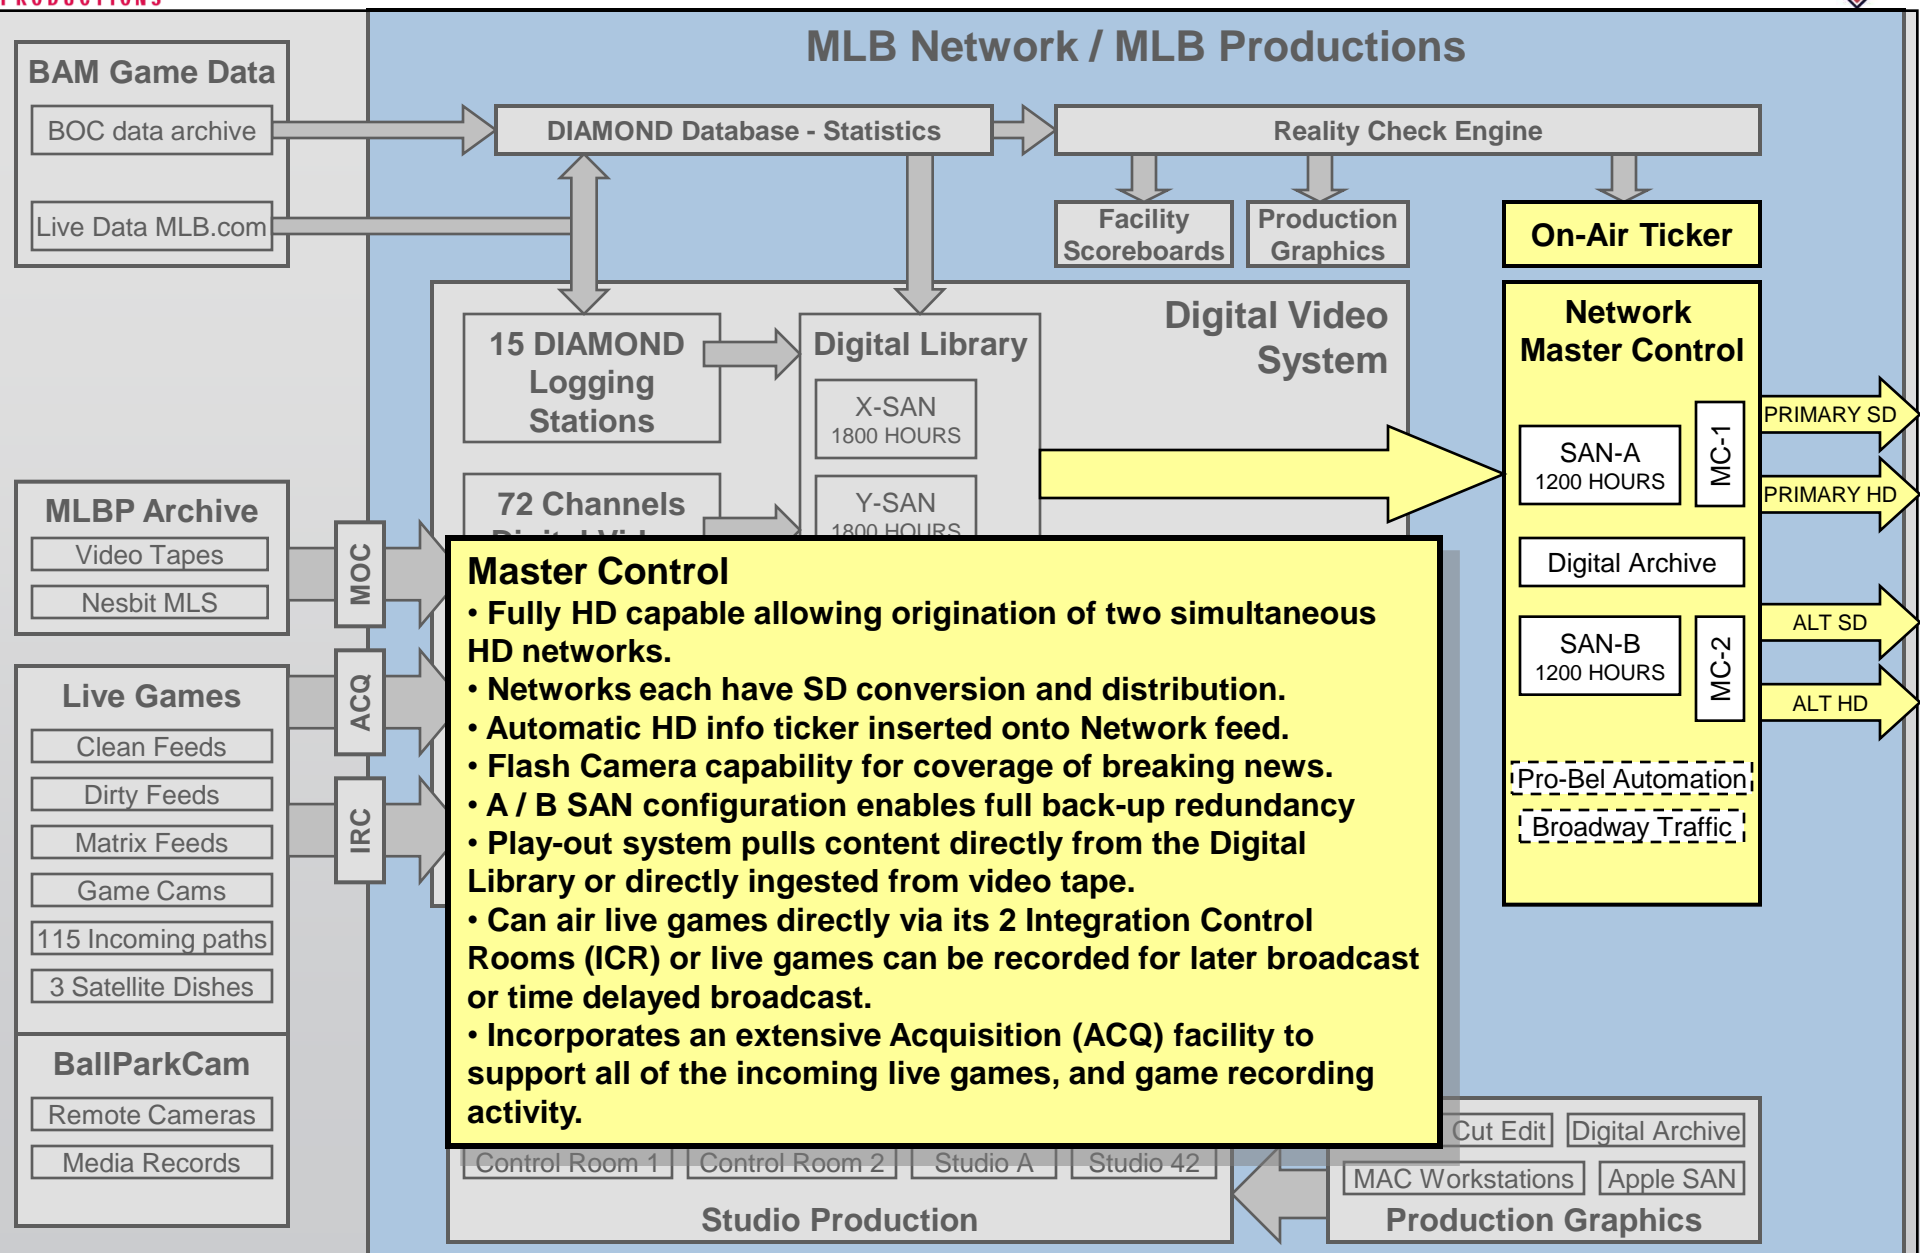 PRODUCTIONS
MLB Network / MLB Productions
BAM Game Data
BOC data archive
Live Data MLB.com
DIAMOND Database - Statistics
Reality Check Engine
Facility
Scoreboards
Production
Graphics
On-Air Ticker
Digital Video
System
15 DIAMOND
Logging
Stations
Digital Library
X-SAN
1800 HOURS
72 Channels
Digital Video
Y-SAN
1800 HOURS
Network
Master Control
SAN-A
1200 HOURS
MC-1
Digital Archive
SAN-B
1200 HOURS
MC-2
Pro-Bel Automation
Broadway Traffic
PRIMARY SD
PRIMARY HD
ALT SD
ALT HD
MLBP Archive
Video Tapes
Nesbit MLS
MOC
Live Games
Clean Feeds
Dirty Feeds
Matrix Feeds
Game Cams
115 Incoming paths
3 Satellite Dishes
ACQ
IRC
BallParkCam
Remote Cameras
Media Records
Master Control
• Fully HD capable allowing origination of two simultaneous
HD networks.
• Networks each have SD conversion and distribution.
• Automatic HD info ticker inserted onto Network feed.
• Flash Camera capability for coverage of breaking news.
• A / B SAN configuration enables full back-up redundancy
• Play-out system pulls content directly from the Digital
Library or directly ingested from video tape.
• Can air live games directly via its 2 Integration Control
Rooms (ICR) or live games can be recorded for later broadcast
or time delayed broadcast.
• Incorporates an extensive Acquisition (ACQ) facility to
support all of the incoming live games, and game recording
activity.
Control Room 1
Control Room 2
Studio A
Studio 42
Studio Production
Cut Edit
Digital Archive
MAC Workstations
Apple SAN
Production Graphics